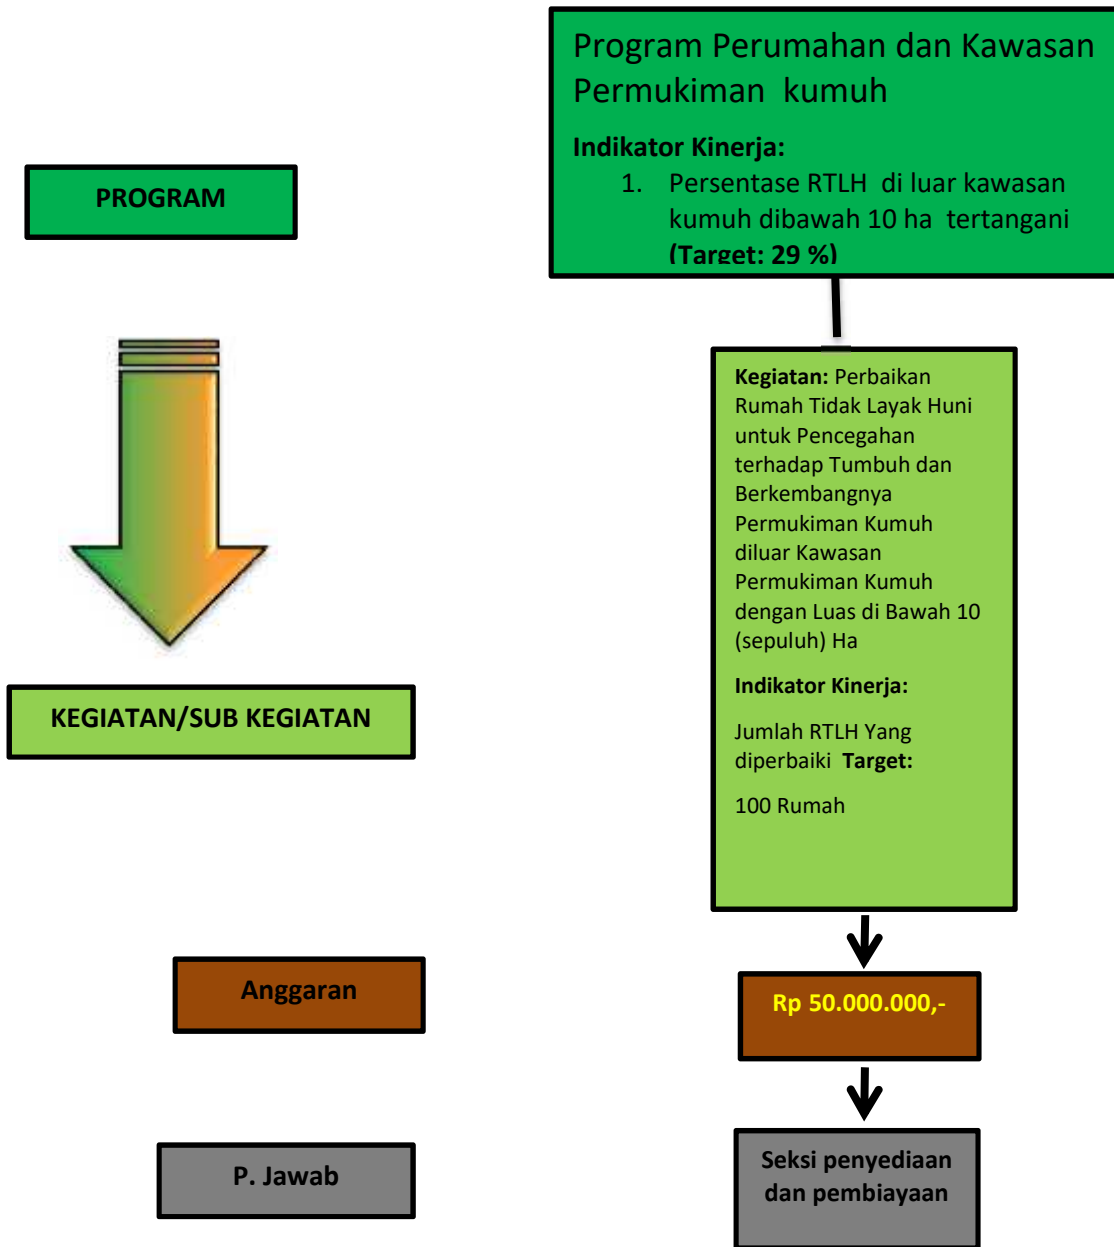 Program Perumahan dan Kawasan
Permukiman kumuh
Indikator Kinerja:
1. Persentase RTLH di luar kawasan
kumuh dibawah 10 ha tertangani
(Target: 29 %)
PROGRAM
Kegiatan: Perbaikan
Rumah Tidak Layak Huni
untuk Pencegahan
terhadap Tumbuh dan
Berkembangnya
Permukiman Kumuh
diluar Kawasan
Permukiman Kumuh
dengan Luas di Bawah 10
(sepuluh) Ha
Indikator Kinerja:
Jumlah RTLH Yang
diperbaiki Target:
100 Rumah
KEGIATAN/SUB KEGIATAN
Anggaran
Rp 50.000.000,-
P. Jawab
Seksi penyediaan
dan pembiayaan